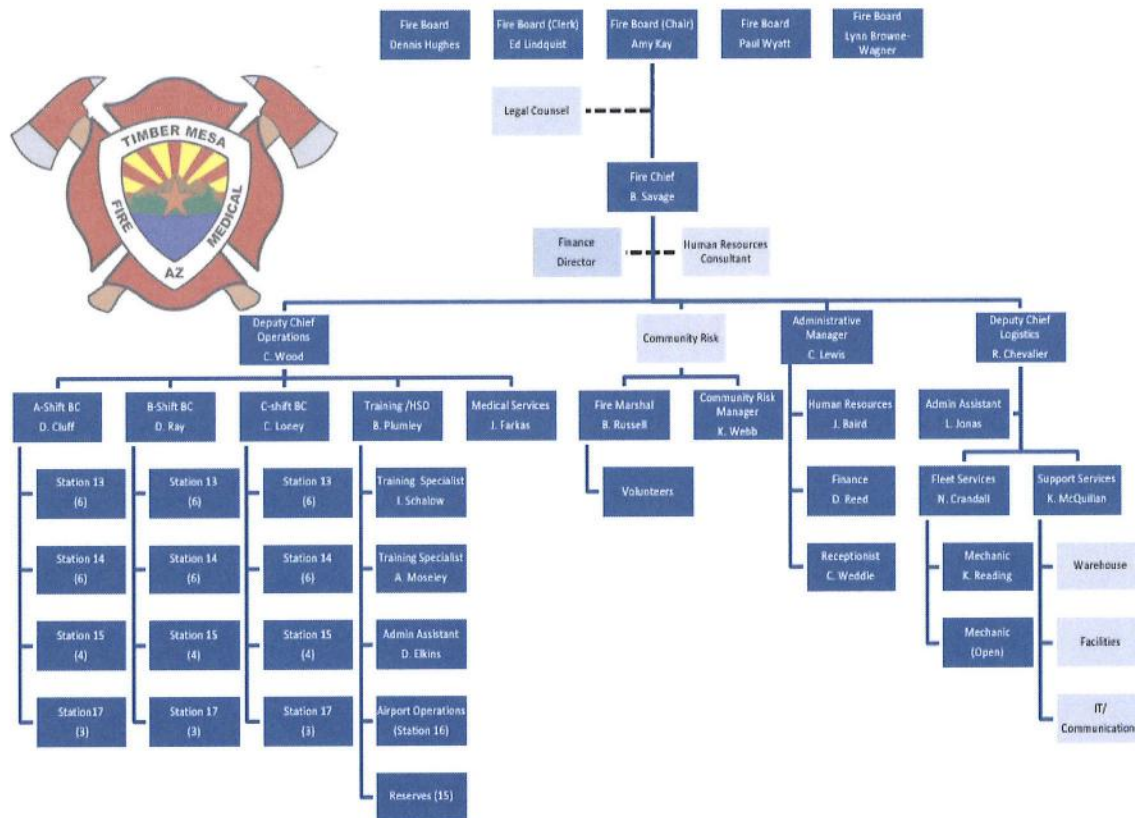 Fire Board
Dennis Hughes
Fire Board (Clerk)
Ed Lindquist
Fire Board (Chair)
Amy Kay
Fire Board
Paul Wyatt
Fire Board
Lynn Browne-
Wagner
Legal Counsel
TIMBER MESA
FIRE
MEDICAL
AZ
Fire Chief
B. Savage
Finance
Director
Human Resources
Consultant
Deputy Chief
Operations
C. Wood
Community Risk
Administrative
Manager
C. Lewis
Deputy Chief
Logistics
R. Chevalier
A-Shift BC
D. Cluff
B-Shift BC
D. Ray
C-shift BC
C. Loney
Training /HSO
B. Plumley
Medical Services
J. Farkas
Fire Marshal
B. Russell
Community Risk
Manager
K. Webb
Human Resources
J. Baird
Admin Assistant
L. Jonas
Station 13
(6)
Station 13
(6)
Station 13
(6)
Training Specialist
J. Schalow
Volunteers
Finance
D. Reed
Fleet Services
N. Crandall
Support Services
K. McQuillan
Station 14
(6)
Station 14
(6)
Station 14
(6)
Training Specialist
A. Moseley
Receptionist
C. Weddle
Mechanic
K. Reading
Warehouse
Station 15
(4)
Station 15
(4)
Station 15
(4)
Admin Assistant
D. Elkins
Mechanic
(Open)
Facilities
Station17
(3)
Station 17
(3)
Station 17
(3)
Airport Operations
(Station 16)
IT/
Communication
Reserves (15)